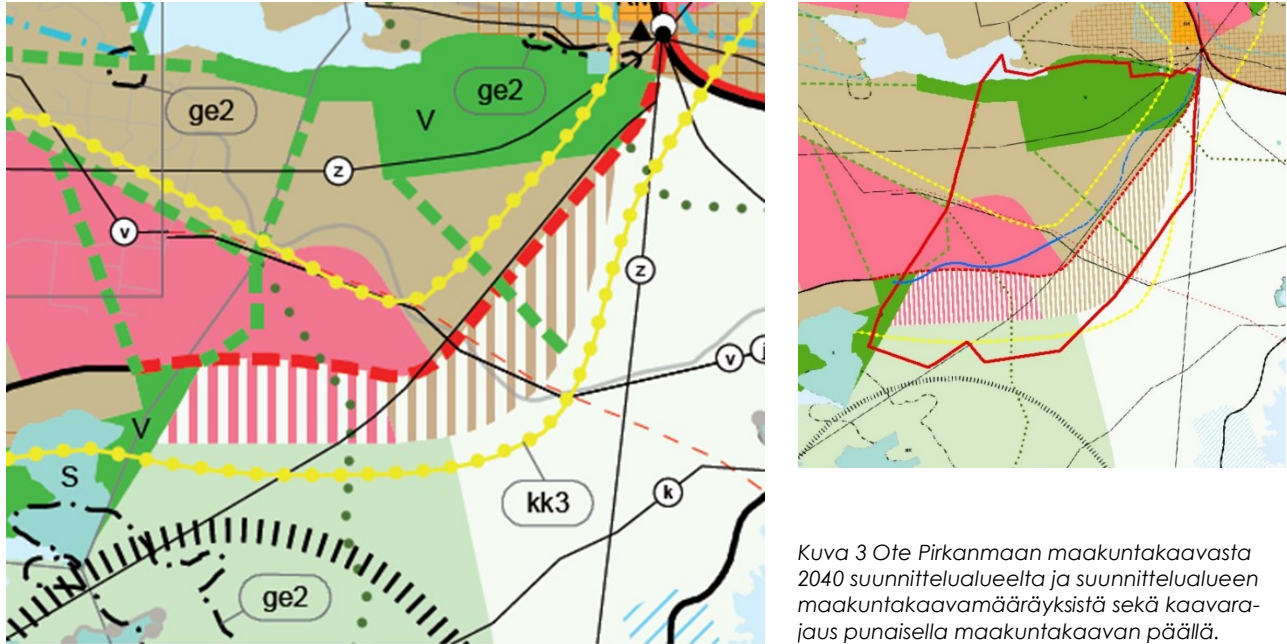 ge2
ge2
V
z
v
z
V
v
S
kk3
k
ge2
Kuva 3 Ote Pirkanmaan maakuntakaavasta
2040 suunnittelualueelta ja suunnittelualueen
maakuntakaavamääräyksistä sekä kaavara-
jaus punaisella maakuntakaavan päällä.